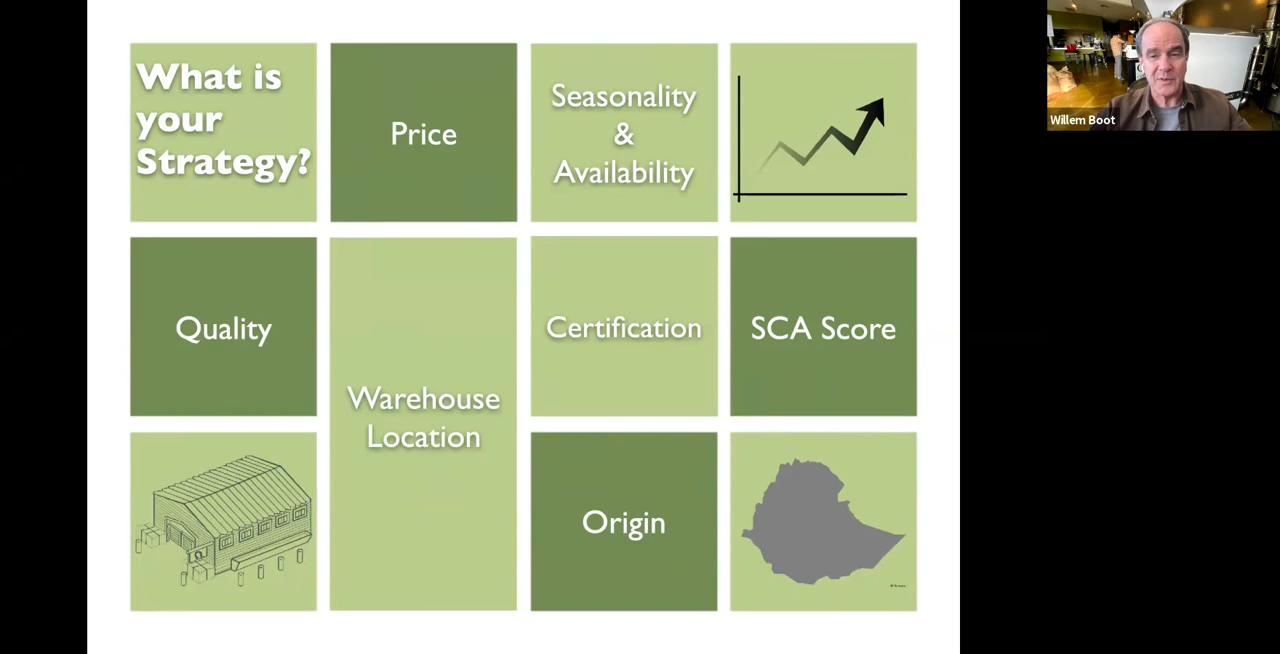 What is
your
Strategy?
Price
Seasonality
&
Availability
Quality
Warehouse
Location
Certification
SCA Score
Origin
Willem Boot